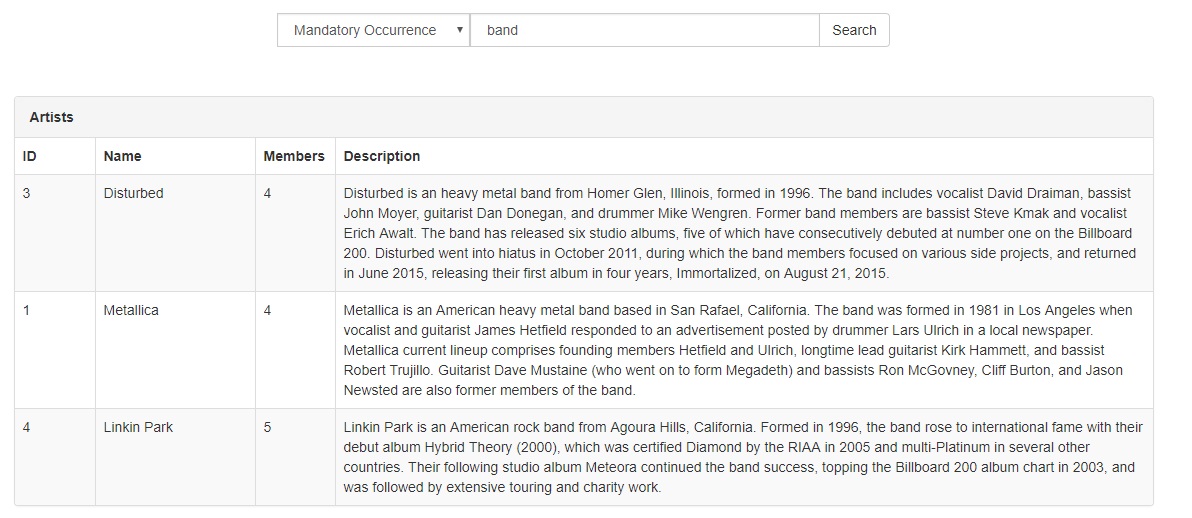 Mandatory Occurrence ▼ band Search
Artists
ID Name Members Description
3 Disturbed 4 Disturbed is an heavy metal band from Homer Glen, Illinois, formed in 1996. The band includes vocalist David Draiman, bassist
John Moyer, guitarist Dan Donegan, and drummer Mike Wengren. Former band members are bassist Steve Kmak and vocalist
Erich Awalt. The band has released six studio albums, five of which have consecutively debuted at number one on the Billboard
200. Disturbed went into hiatus in October 2011, during which the band members focused on various side projects, and returned
in June 2015, releasing their first album in four years, Immortalized, on August 21, 2015.
1 Metallica 4 Metallica is an American heavy metal band based in San Rafael, California. The band was formed in 1981 in Los Angeles when
vocalist and guitarist James Hetfield responded to an advertisement posted by drummer Lars Ulrich in a local newspaper.
Metallica current lineup comprises founding members Hetfield and Ulrich, longtime lead guitarist Kirk Hammett, and bassist
Robert Trujillo. Guitarist Dave Mustaine (who went on to form Megadeth) and bassists Ron McGovney, Cliff Burton, and Jason
Newsted are also former members of the band.
4 Linkin Park 5 Linkin Park is an American rock band from Agoura Hills, California. Formed in 1996, the band rose to international fame with their
debut album Hybrid Theory (2000), which was certified Diamond by the RIAA in 2005 and multi-Platinum in several other
countries. Their following studio album Meteora continued the band success, topping the Billboard 200 album chart in 2003, and
was followed by extensive touring and charity work.